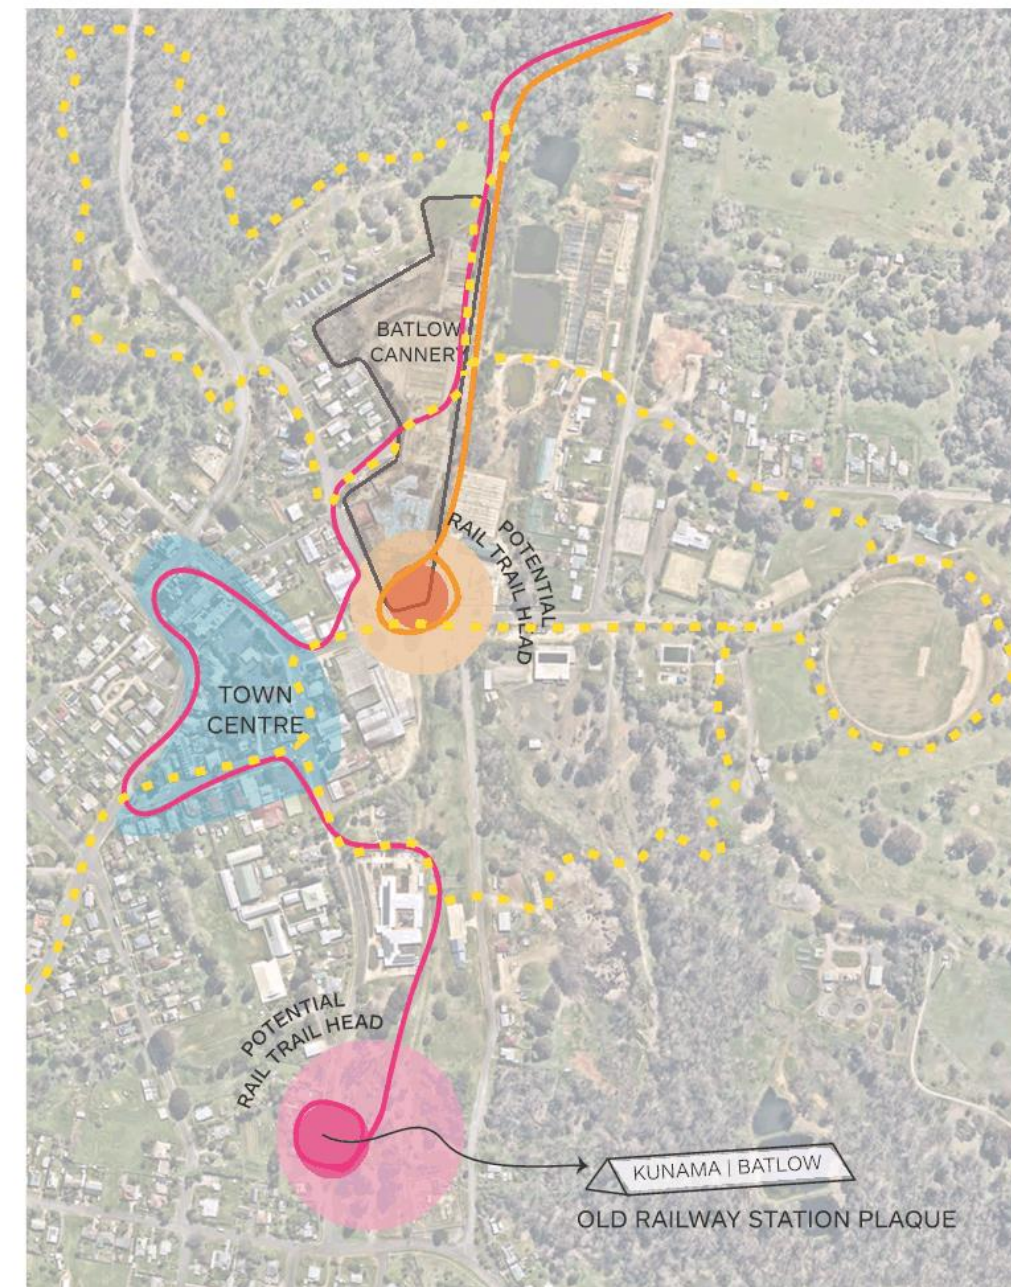 BATLOW
CANNERY
POTENTIAL
RAIL TRAIL HEAD
TOWN
CENTRE
POTENTIAL
RAIL TRAIL HEAD
KUNAMA | BATLOW
OLD RAILWAY STATION PLAQUE